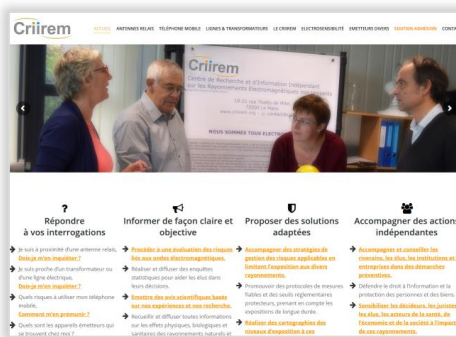 Criirem
ACCUEIL ANTENNES RELAIS TÉLÉPHONE MOBILE LIGNES & TRANSFORMATEURS LE CRIIREM ELECTROSENSIBILITÉ EMETTEURS DIVERS SOUTIEN-ADHÉSION CONTA
Criirem
Centre de Recherche et d'Information Indépendant
sur les Rayonnements Electromagnétiques
NOUS SOMMES TOUS
?
Répondre
à vos interrogations
Je suis à proximité d'une antenne relais,
Dois-je m'en inquiéter ?
Je suis proche d'un transformateur ou
d'une ligne électrique,
Dois-je m'en inquiéter ?
Quels risques à utiliser mon téléphone
mobile,
Comment m'en prémunir ?
Quels sont les appareils émetteurs qui
se trouvent chez moi ?
Informer de façon claire et
objective
Procéder à une évaluation des risques
liés aux ondes électromagnétiques.
Réaliser et diffuser des enquêtes
statistiques pour aider les élus dans
leurs décisions.
Emettre des avis scientifiques basés
sur nos expériences et nos recherche.
Recueillir et diffuser toutes informations
sur les effets physiques, biologiques et
sanitaires des rayonnements naturels et
Proposer des solutions
adaptées
Accompagner des stratégies de
gestion des risques applicables en
limitant l'exposition aux divers
rayonnements.
Promouvoir des protocoles de mesures
fiables et des seuils réglementaires
protecteurs, prenant en compte les
expositions de longue durée.
Réaliser des cartographies des
niveaux d'exposition à ces
Accompagner des actions
indépendantes
Accompagner et conseiller les
riverains, les élus, les institutions et
entreprises dans des démarches
préventives.
Défendre le droit à l'information et la
protection des personnes et des biens.
Sensibiliser les décideurs, les juristes,
les élus, les acteurs de la santé, de
l'économie et de la société à l'impact
de ces rayonnements.